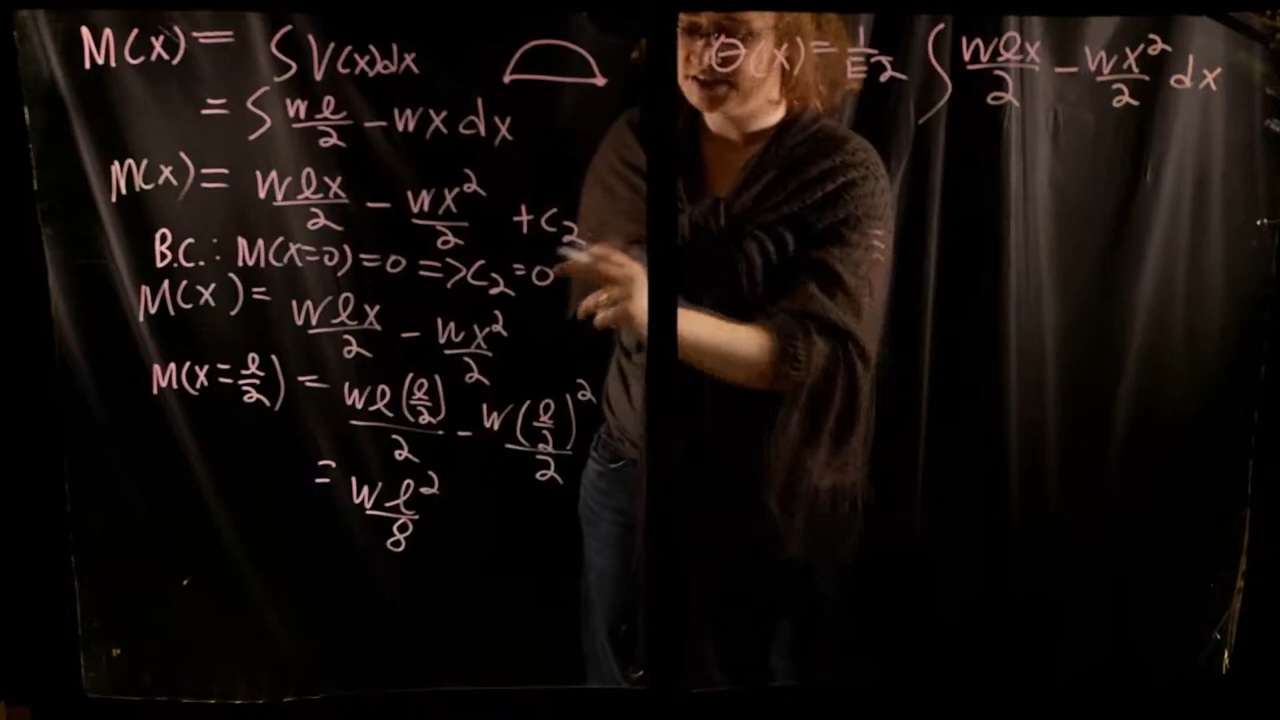 M(x) = ∫ V(x)dx
= ∫ wℓ/2 - wx dx
M(x) = wℓx/2 - wx²/2 + C₂
B.C.: M(x=0) = 0 => C₂ = 0
M(x) = wℓx/2 - wx²/2
M(x = ℓ/2) = wℓ(ℓ/2)/2 - w(ℓ/2)²/2
= wℓ²/8
θ(x) = 1/EI ∫ wℓx/2 - wx²/2 dx